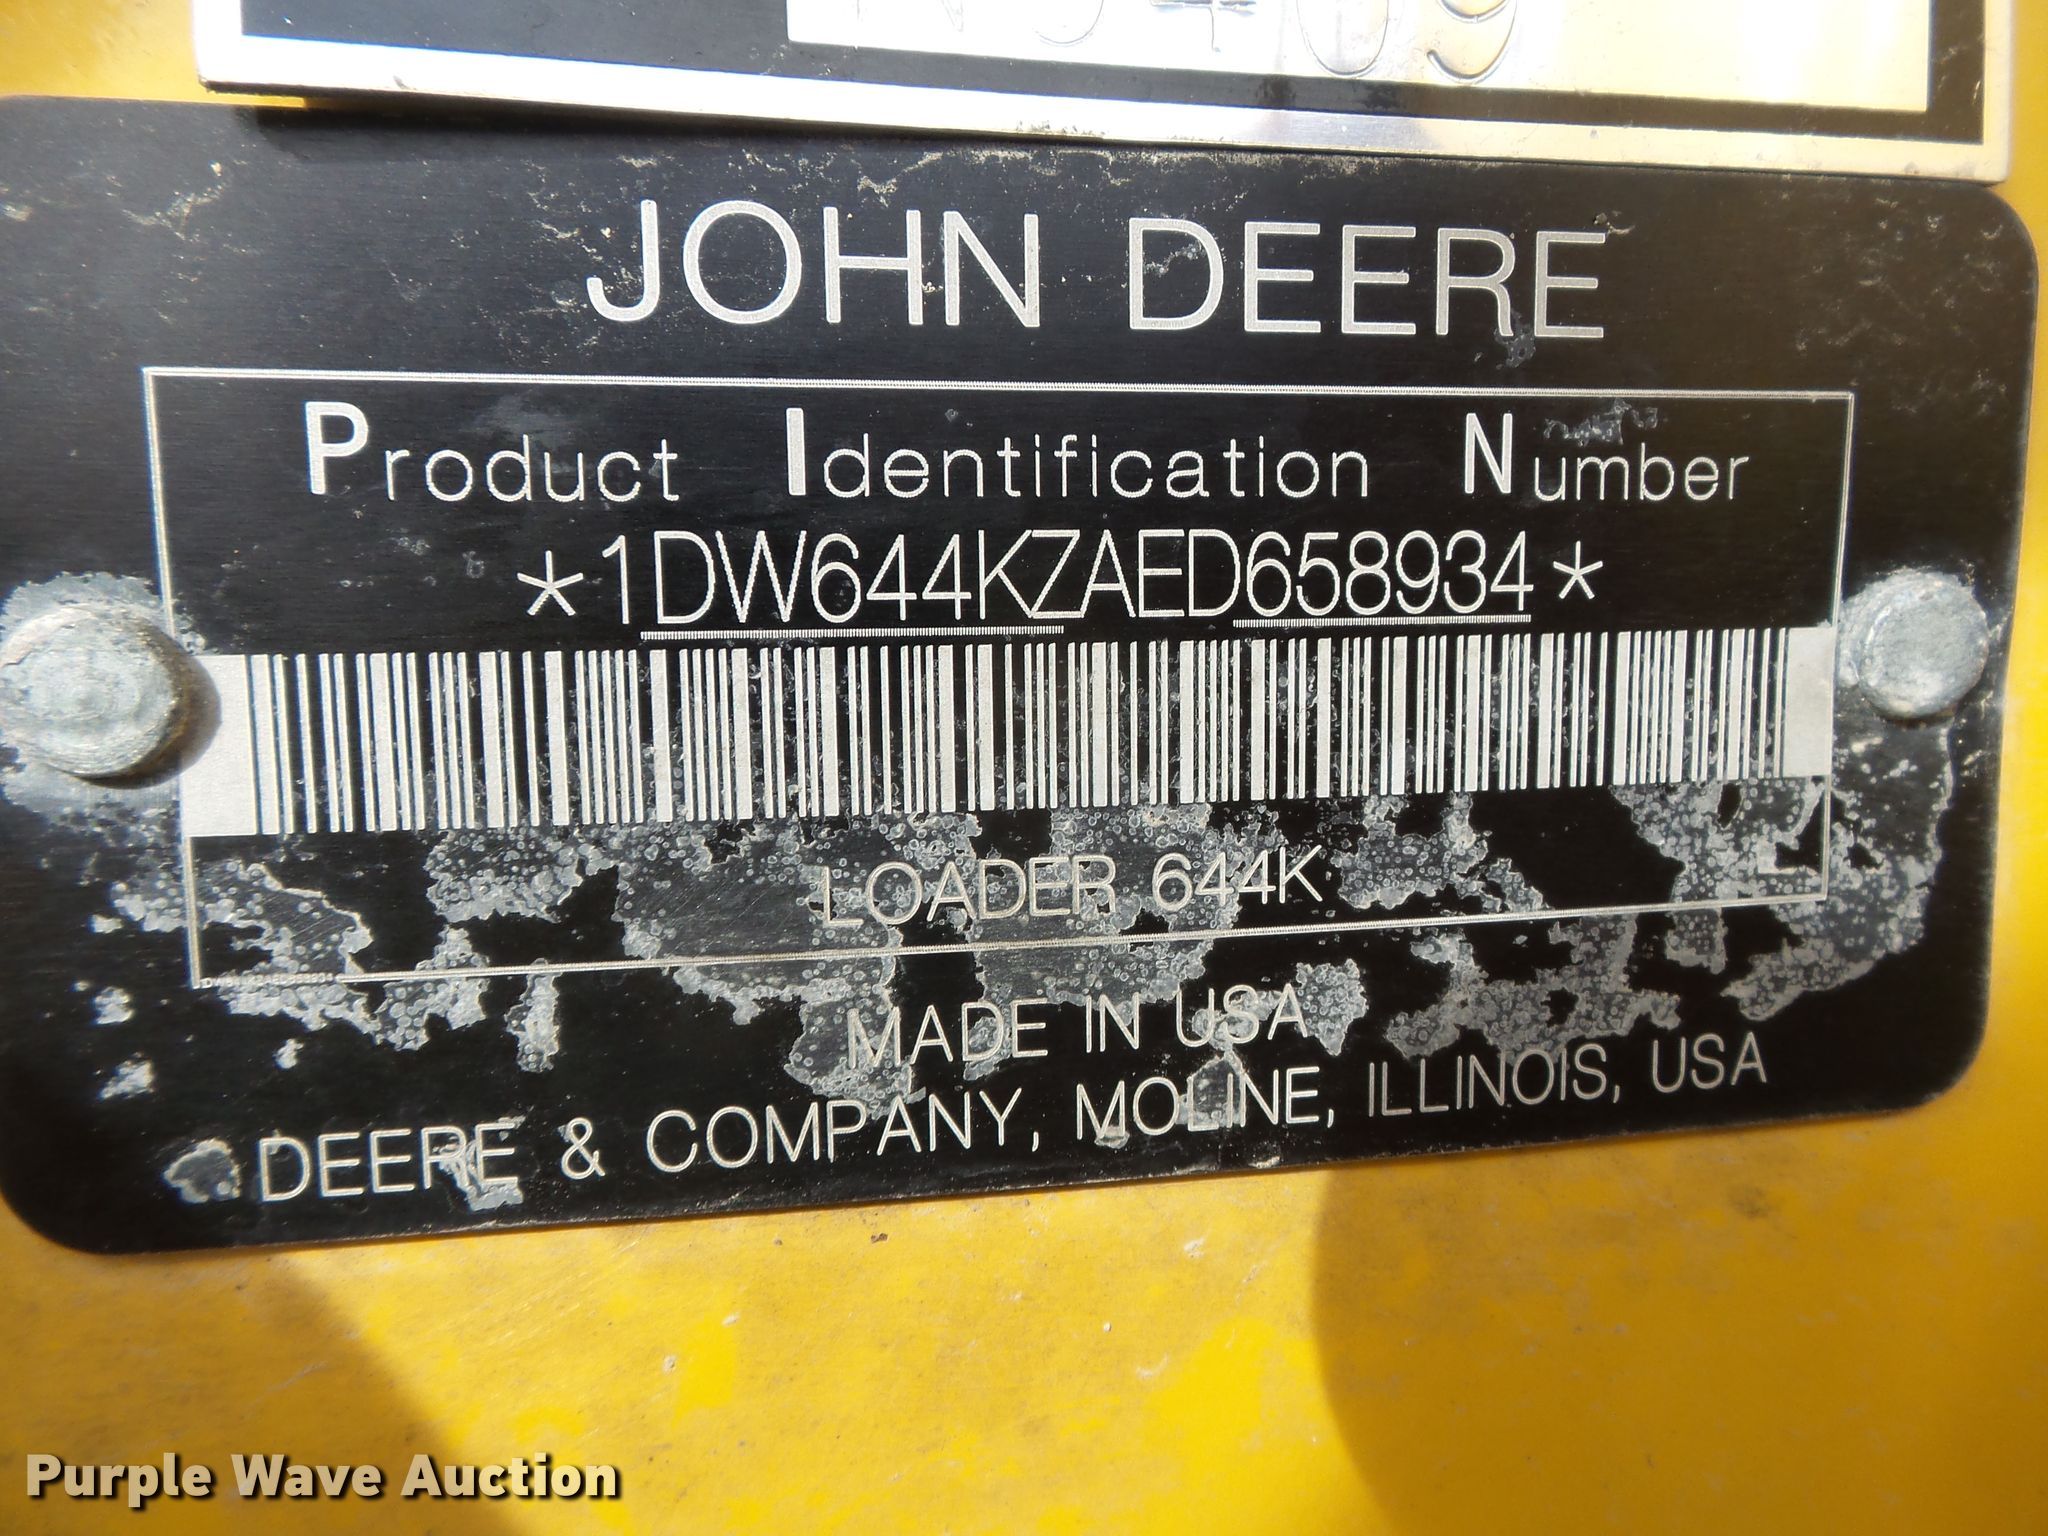 JOHN DEERE
Product Identification Number
*1DW644KZAED658934*
LOADER 644K
MADE IN USA
DEERE & COMPANY, MOLINE, ILLINOIS, USA
Purple Wave Auction